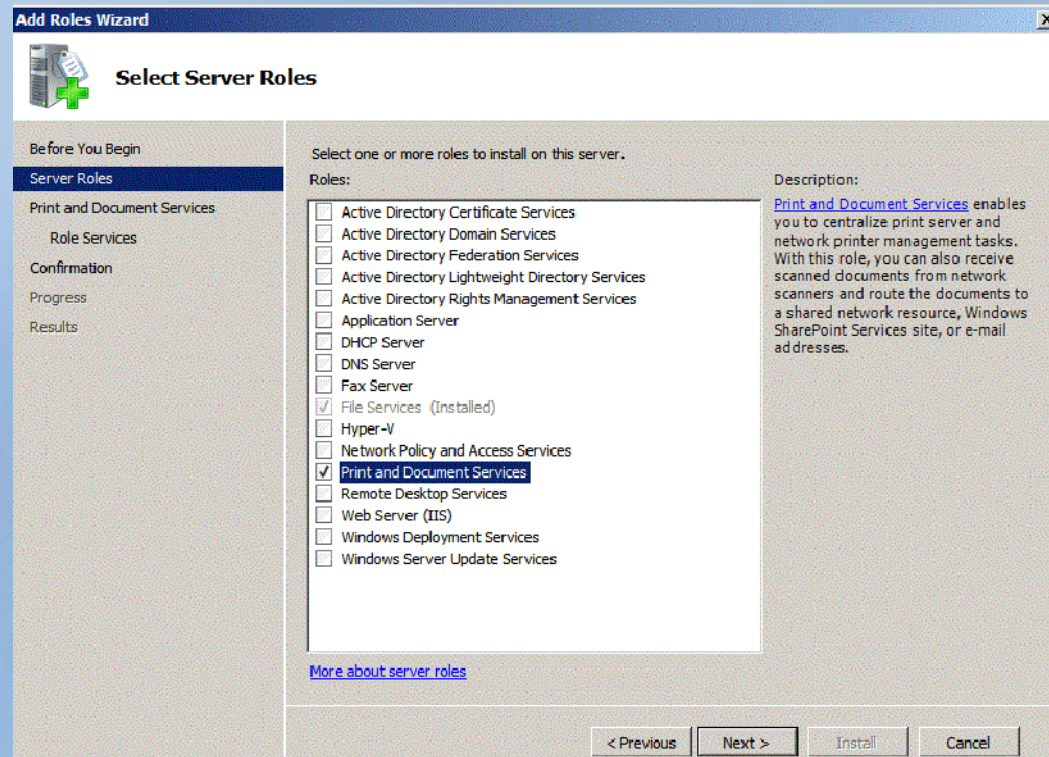 Add Roles Wizard
Select Server Roles
Before You Begin
Server Roles
Print and Document Services
Role Services
Confirmation
Progress
Results
Select one or more roles to install on this server.
Roles:
Active Directory Certificate Services
Active Directory Domain Services
Active Directory Federation Services
Active Directory Lightweight Directory Services
Active Directory Rights Management Services
Application Server
DHCP Server
DNS Server
Fax Server
File Services (Installed)
Hyper-V
Network Policy and Access Services
Print and Document Services
Remote Desktop Services
Web Server (IIS)
Windows Deployment Services
Windows Server Update Services
More about server roles
Description:
Print and Document Services enables
you to centralize print server and
network printer management tasks.
With this role, you can also receive
scanned documents from network
scanners and route the documents to
a shared network resource, Windows
SharePoint Services site, or e-mail
addresses.
< Previous
Next >
Install
Cancel